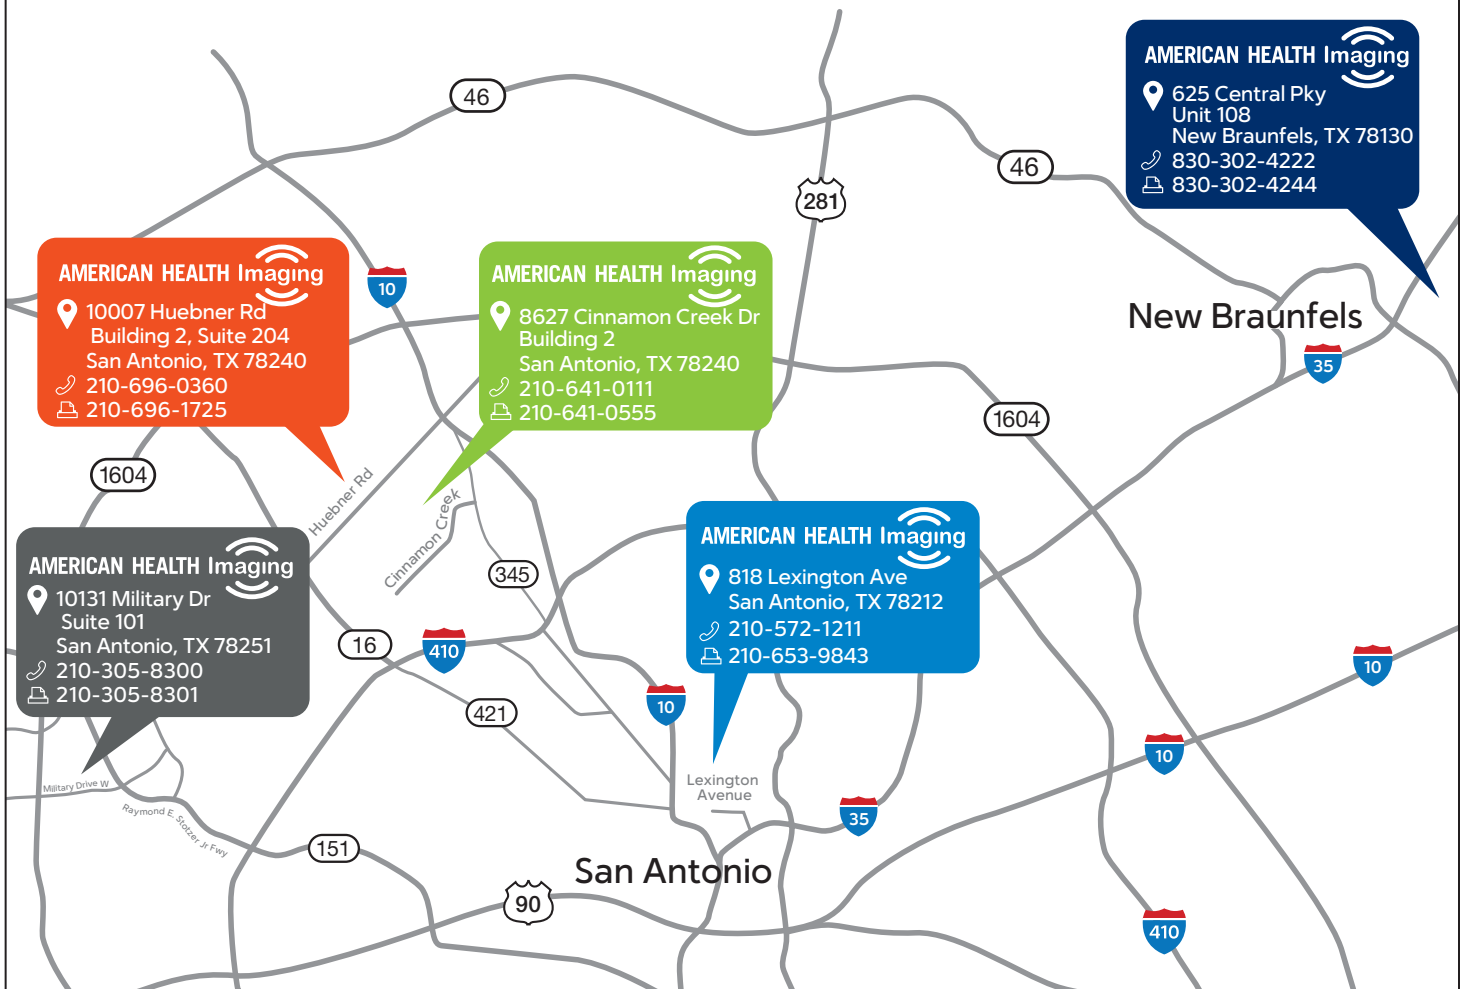 46
281
46
AMERICAN HEALTH Imaging
625 Central Pky
Unit 108
New Braunfels, TX 78130
830-302-4222
830-302-4244
AMERICAN HEALTH Imaging
10007 Huebner Rd
Building 2, Suite 204
San Antonio, TX 78240
210-696-0360
210-696-1725
10
AMERICAN HEALTH Imaging
8627 Cinnamon Creek Dr
Building 2
San Antonio, TX 78240
210-641-0111
210-641-0555
New Braunfels
35
1604
1604
Huebner Rd
Cinnamon Creek
AMERICAN HEALTH Imaging
10131 Military Dr
Suite 101
San Antonio, TX 78251
210-305-8300
210-305-8301
345
16
410
421
10
AMERICAN HEALTH Imaging
818 Lexington Ave
San Antonio, TX 78212
210-572-1211
210-653-9843
10
10
Lexington
Avenue
35
Military Drive W
Raymond E. Stotzer Jr Fwy
151
San Antonio
90
410